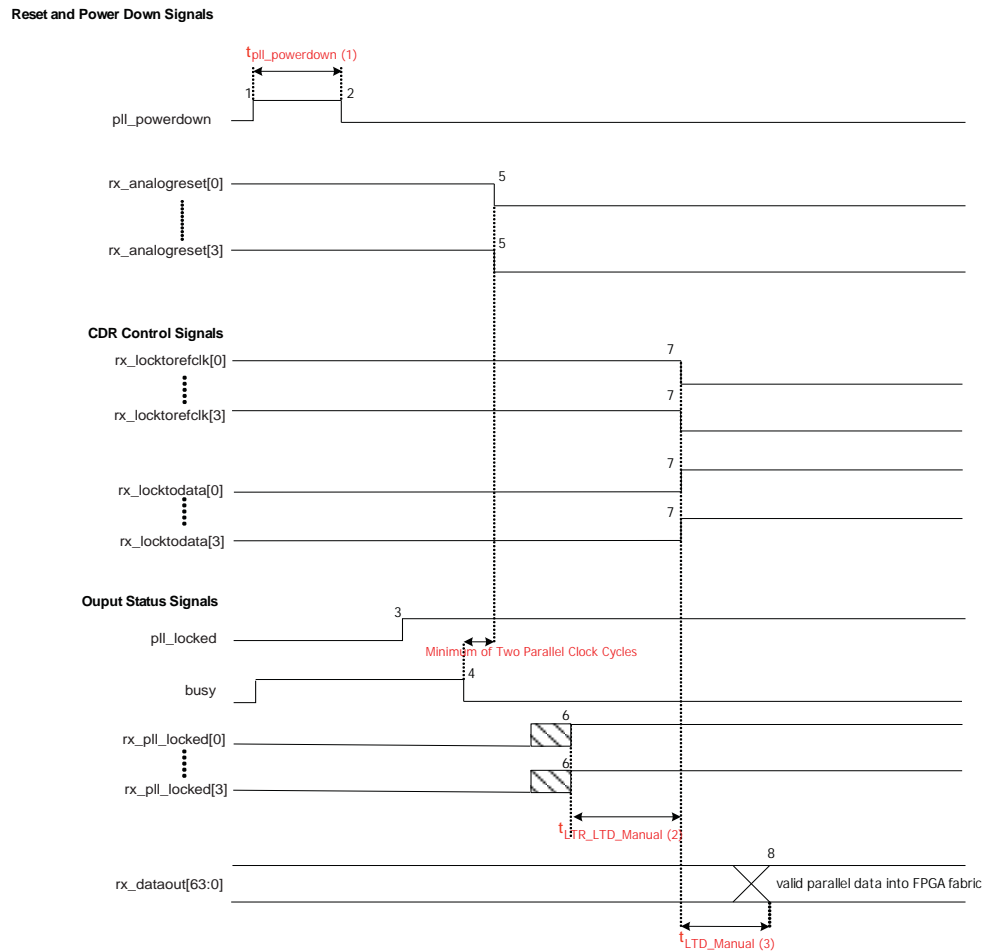 Reset and Power Down Signals
tpll_powerdown (1)
1
2
pll_powerdown
rx_analogreset[0]
5
rx_analogreset[3]
5
CDR Control Signals
rx_locktorefclk[0]
7
rx_locktorefclk[3]
7
rx_locktodata[0]
7
rx_locktodata[3]
7
Ouput Status Signals
pll_locked
3
Minimum of Two Parallel Clock Cycles
busy
4
rx_pll_locked[0]
6
rx_pll_locked[3]
6
tLTR_LTD_Manual (2)
rx_dataout[63:0]
8
valid parallel data into FPGA fabric
tLTD_Manual (3)